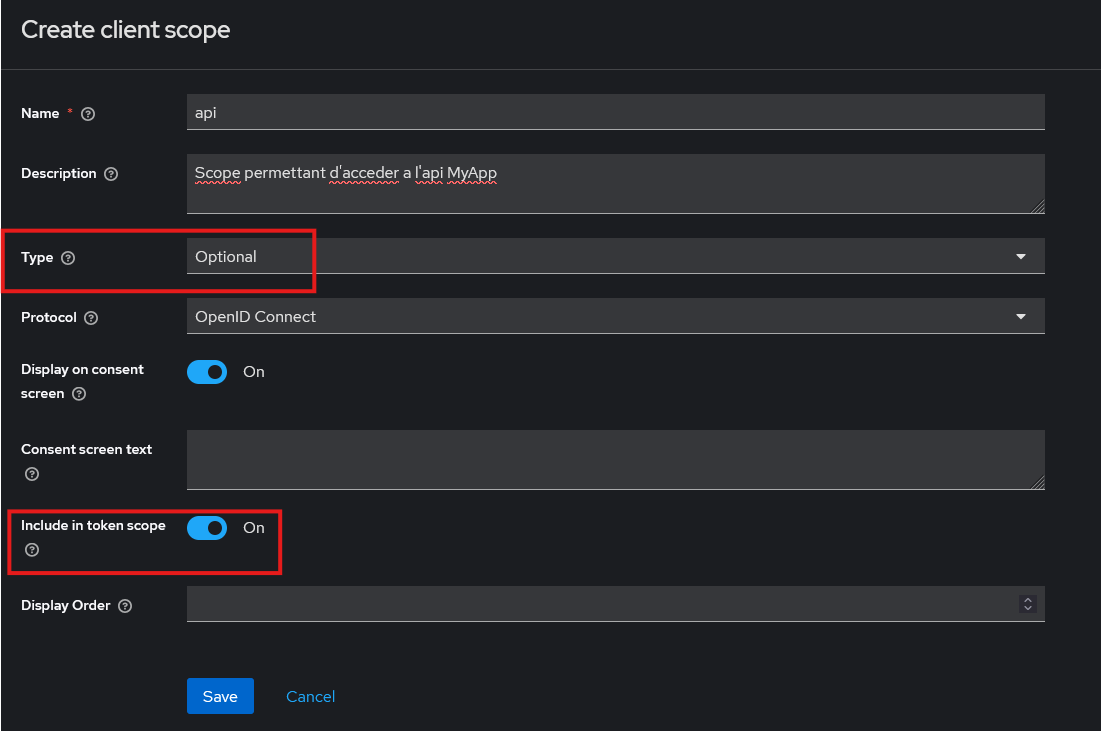 Create client scope
Name *
api
Description
Scope permettant d'acceder a l'api MyApp
Type
Optional
Protocol
OpenID Connect
Display on consent
screen
On
Consent screen text
Include in token scope
On
Display Order
Save Cancel